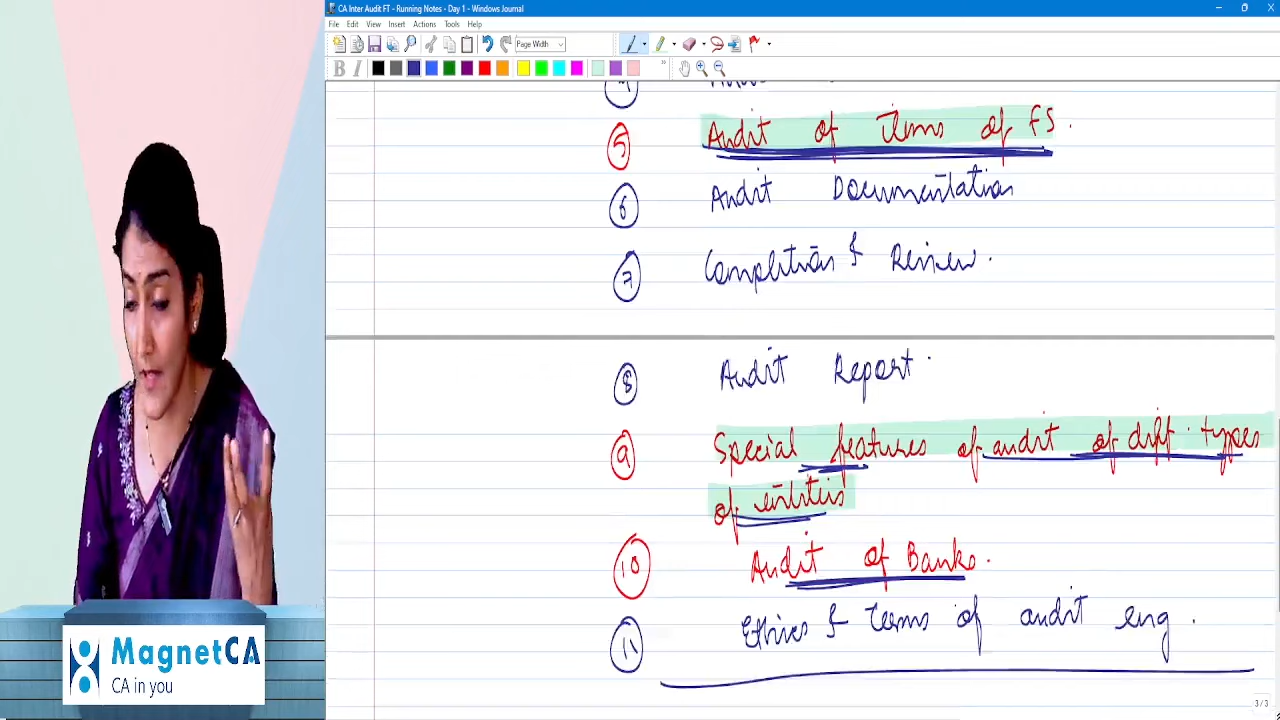 CA Inter Audit FT - Running Notes - Day 1 - Windows Journal
File Edit View Insert Actions Tools Help
Page Width
B I
5 Audit of Items of FS.
6 Audit Documentation
7 Completion & Review.
8 Audit Report.
9 Special features of audit of diff. types
of entities
10 Audit of Banks.
11 Ethics & Terms of audit eng.
3/3
MagnetCA
CA in you